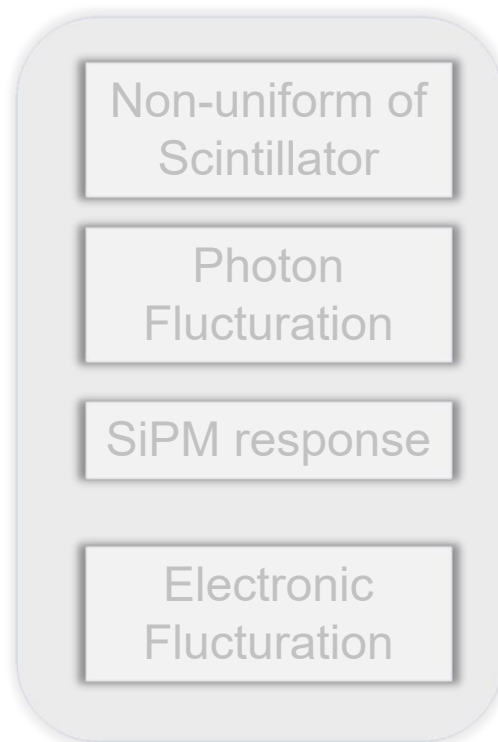 Non-uniform of
Scintillator
Photon
Flucturation
SiPM response
Electronic
Flucturation